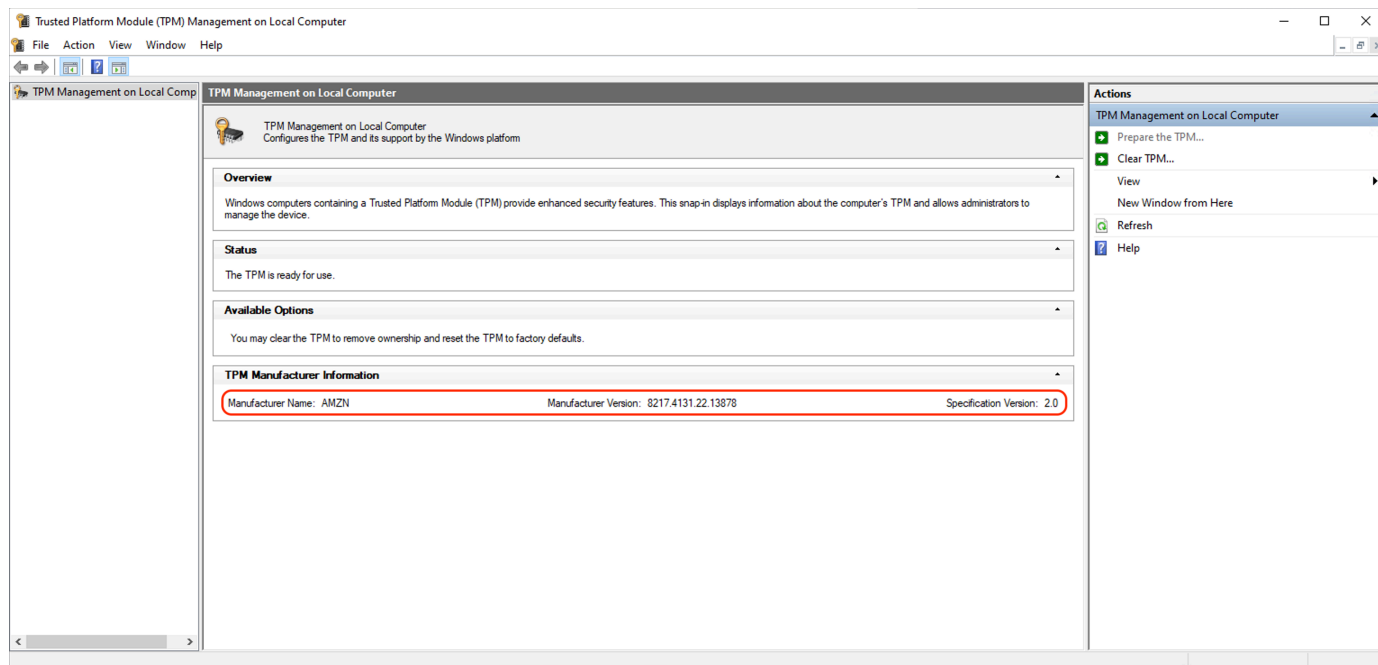 Trusted Platform Module (TPM) Management on Local Computer
File Action View Window Help
TPM Management on Local Comp
TPM Management on Local Computer
TPM Management on Local Computer
Configures the TPM and its support by the Windows platform
Overview
Windows computers containing a Trusted Platform Module (TPM) provide enhanced security features. This snap-in displays information about the computer's TPM and allows administrators to
manage the device.
Status
The TPM is ready for use.
Available Options
You may clear the TPM to remove ownership and reset the TPM to factory defaults.
TPM Manufacturer Information
Manufacturer Name: AMZN Manufacturer Version: 8217.4131.22.13878 Specification Version: 2.0
Actions
TPM Management on Local Computer
Prepare the TPM...
Clear TPM...
View
New Window from Here
Refresh
Help